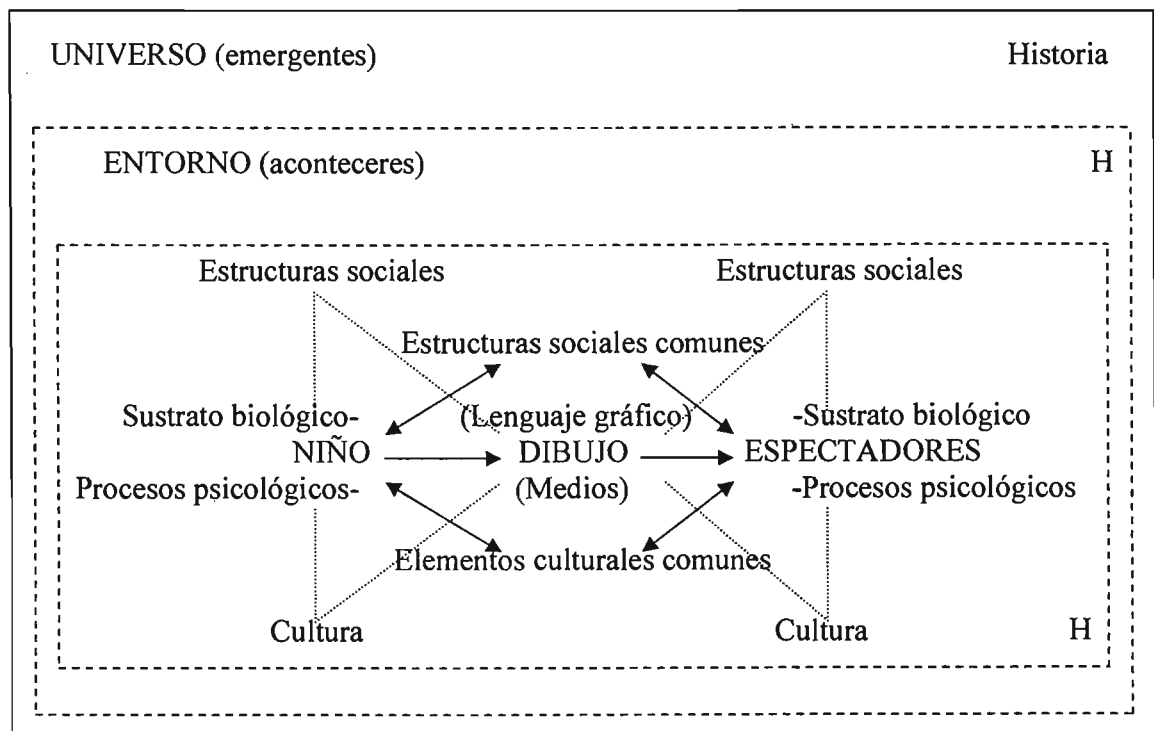 UNIVERSO (emergentes) Historia
ENTORNO (aconteceres) H
Estructuras sociales Estructuras sociales
Estructuras sociales comunes
Sustrato biológico- (Lenguaje gráfico) -Sustrato biológico
NIÑO DIBUJO ESPECTADORES
Procesos psicológicos- (Medios) -Procesos psicológicos
Elementos culturales comunes
Cultura Cultura H